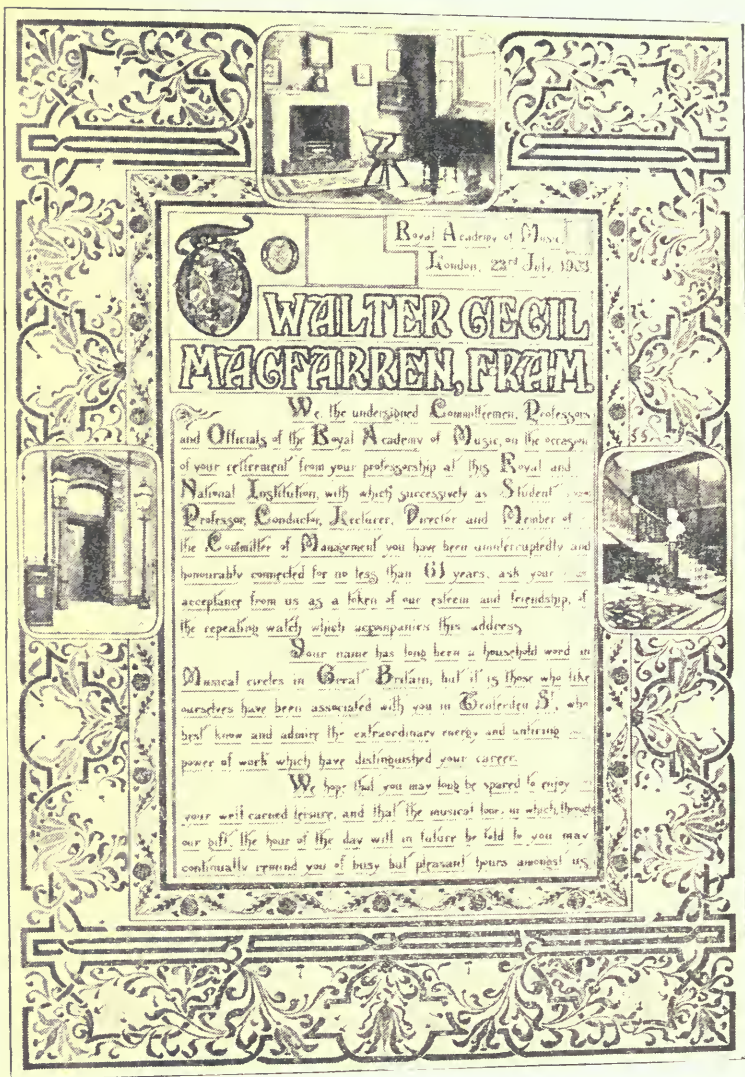 Royal Academy of Music,
London, 23rd July, 1903
TO
WALTER CECIL
MACFARREN, F.R.A.M.
We, the undersigned Committeemen, Professors
and Officials of the Royal Academy of Music, on the occasion
of your retirement from your professorship at this Royal and
National Institution, with which successively as Student
Professor, Conductor, Lecturer, Director and Member of
the Committee of Management you have been uninterruptedly and
honourably connected for no less than 61 years, ask your
acceptance from us as a token of our esteem and friendship, of
the repeating watch which accompanies this address.
Your name has long been a household word in
Musical circles in Great Britain, but it is those who like
ourselves have been associated with you in Tenterden St, who
best know and admire the extraordinary energy and untiring
power of work which have distinguished your career.
We hope that you may long be spared to enjoy
your well earned leisure, and that the musical tone, in which, through
our gift, the hour of the day will in future be told to you may
continually remind you of busy but pleasant hours amongst us.